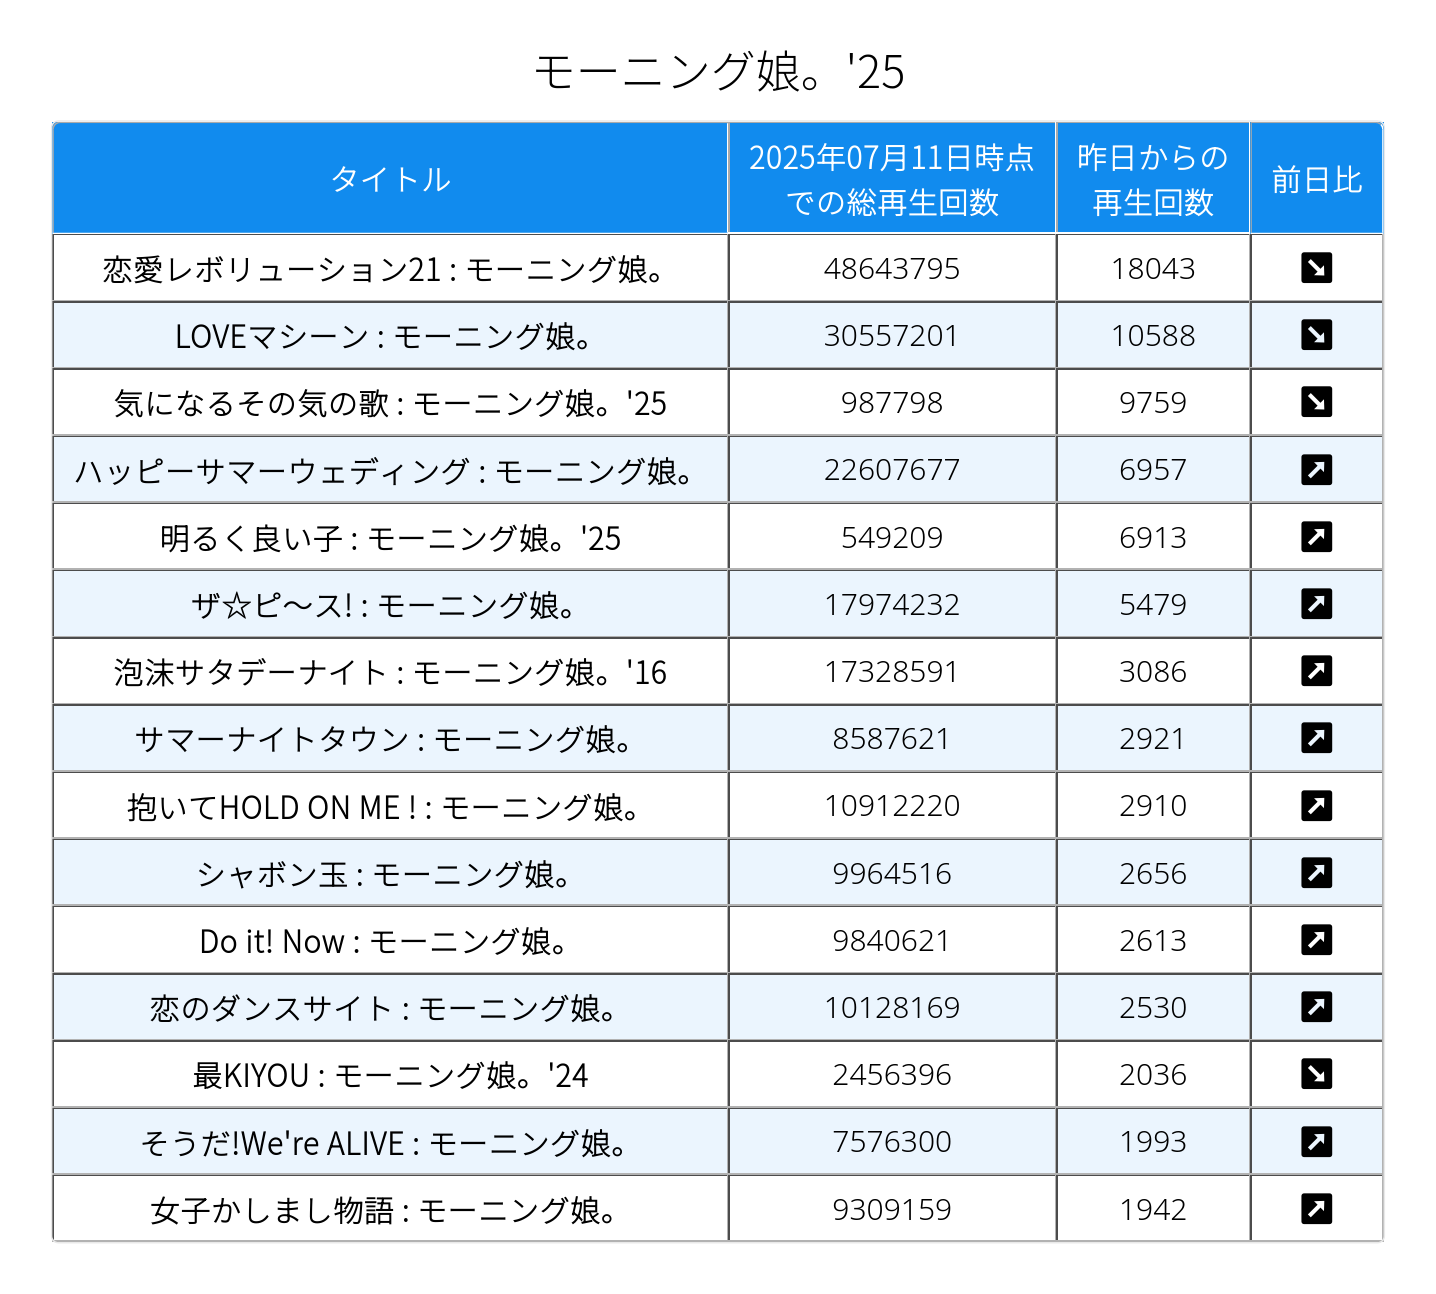 モーニング娘。'25
タイトル
2025年07月11日時点
での総再生回数
昨日からの
再生回数
前日比
恋愛レボリューション21 : モーニング娘。 48643795 18043 ↘
LOVEマシーン : モーニング娘。 30557201 10588 ↘
気になるその気の歌 : モーニング娘。'25 987798 9759 ↘
ハッピーサマーウェディング : モーニング娘。 22607677 6957 ↗
明るく良い子 : モーニング娘。'25 549209 6913 ↗
ザ☆ピ〜ス! : モーニング娘。 17974232 5479 ↗
泡沫サタデーナイト : モーニング娘。'16 17328591 3086 ↗
サマーナイトタウン : モーニング娘。 8587621 2921 ↗
抱いてHOLD ON ME ! : モーニング娘。 10912220 2910 ↗
シャボン玉 : モーニング娘。 9964516 2656 ↗
Do it! Now : モーニング娘。 9840621 2613 ↗
恋のダンスサイト : モーニング娘。 10128169 2530 ↗
最KIYOU : モーニング娘。'24 2456396 2036 ↘
そうだ!We're ALIVE : モーニング娘。 7576300 1993 ↗
女子かしまし物語 : モーニング娘。 9309159 1942 ↗